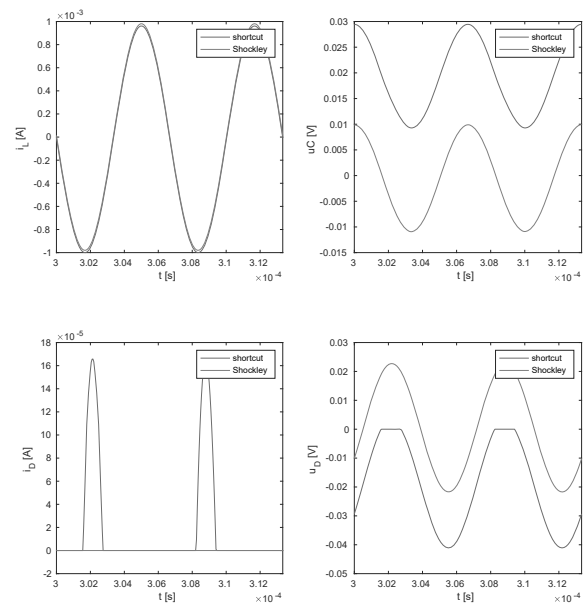 ×10 -3
1
0.8
0.6
0.4
0.2
0
-0.2
-0.4
-0.6
-0.8
-1
i L [A]
shortcut
Shockley
3 3.02 3.04 3.06 3.08 3.1 3.12
t [s]
×10 -4
0.03
0.025
0.02
0.015
0.01
0.005
0
-0.005
-0.01
-0.015
uC [V]
shortcut
Shockley
3 3.02 3.04 3.06 3.08 3.1 3.12
t [s]
×10 -4
×10 -5
18
16
14
12
10
8
6
4
2
0
-2
i D [A]
shortcut
Shockley
3 3.02 3.04 3.06 3.08 3.1 3.12
t [s]
×10 -4
0.03
0.02
0.01
0
-0.01
-0.02
-0.03
-0.04
-0.05
u D [V]
shortcut
Shockley
3 3.02 3.04 3.06 3.08 3.1 3.12
t [s]
×10 -4